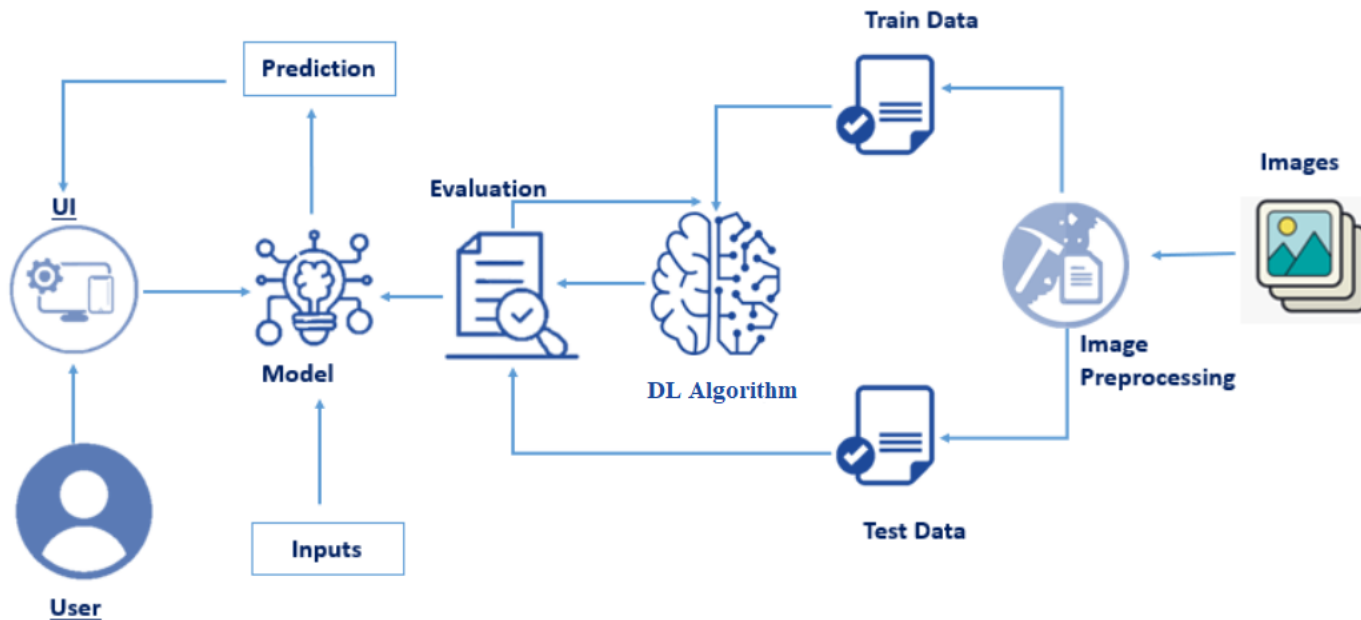 Train Data
Prediction
Images
Evaluation
UI
Image
Preprocessing
Model
DL Algorithm
Test Data
Inputs
User